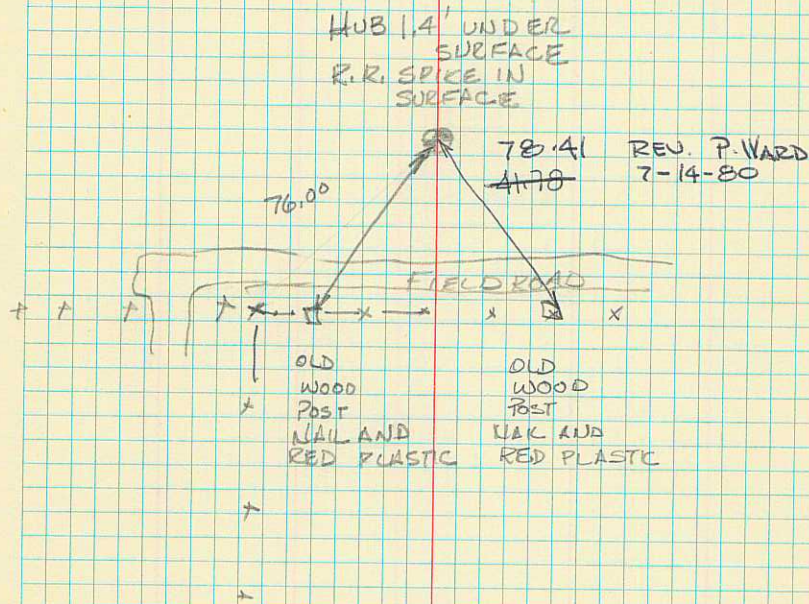 HUB 1.4' UNDER
SURFACE
R.R. SPIKE IN
SURFACE
78.41 REV. P. WARD
41.78 7-14-80
76.00
FIELD ROAD
OLD
WOOD
POST
NAIL AND
RED PLASTIC
OLD
WOOD
POST
NAIL AND
RED PLASTIC